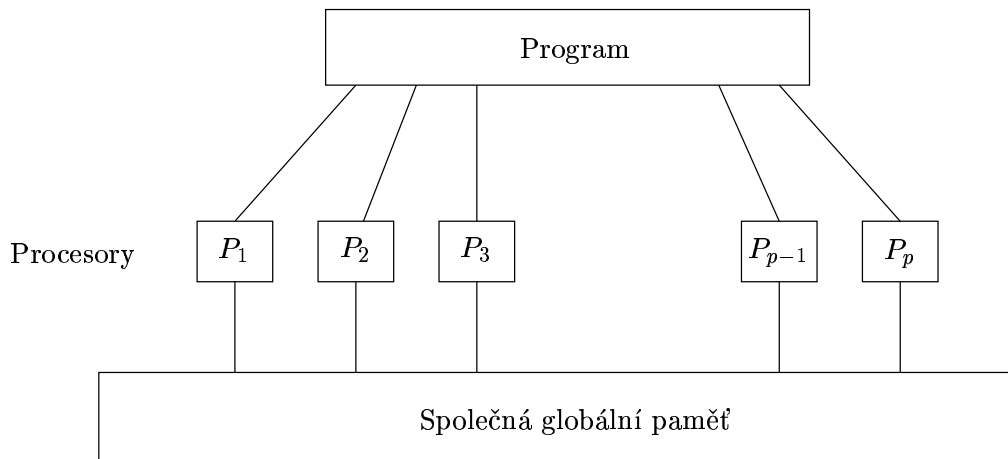 Program
Procesory P₁ P₂ P₃ Pₚ₋₁ Pₚ
Společná globální paměť